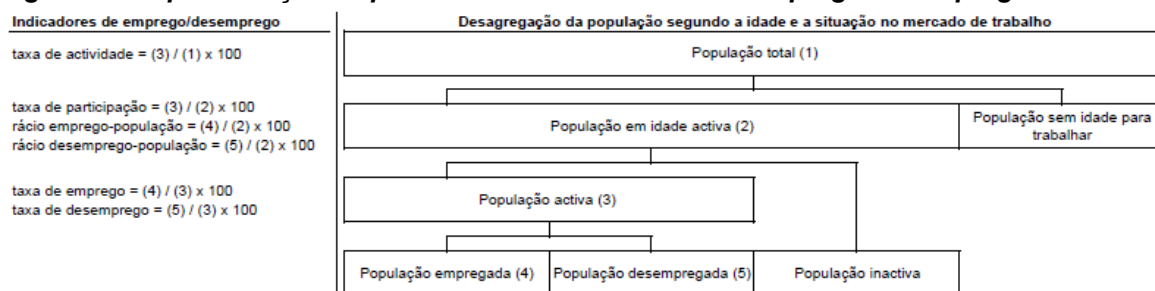 Indicadores de emprego/desemprego
Desagregação da população segundo a idade e a situação no mercado de trabalho
taxa de actividade = (3) / (1) x 100
População total (1)
taxa de participação = (3) / (2) x 100
rácio emprego-população = (4) / (2) x 100
rácio desemprego-população = (5) / (2) x 100
População em idade activa (2)
População sem idade para
trabalhar
taxa de emprego = (4) / (3) x 100
taxa de desemprego = (5) / (3) x 100
População activa (3)
População empregada (4)
População desempregada (5)
População inactiva